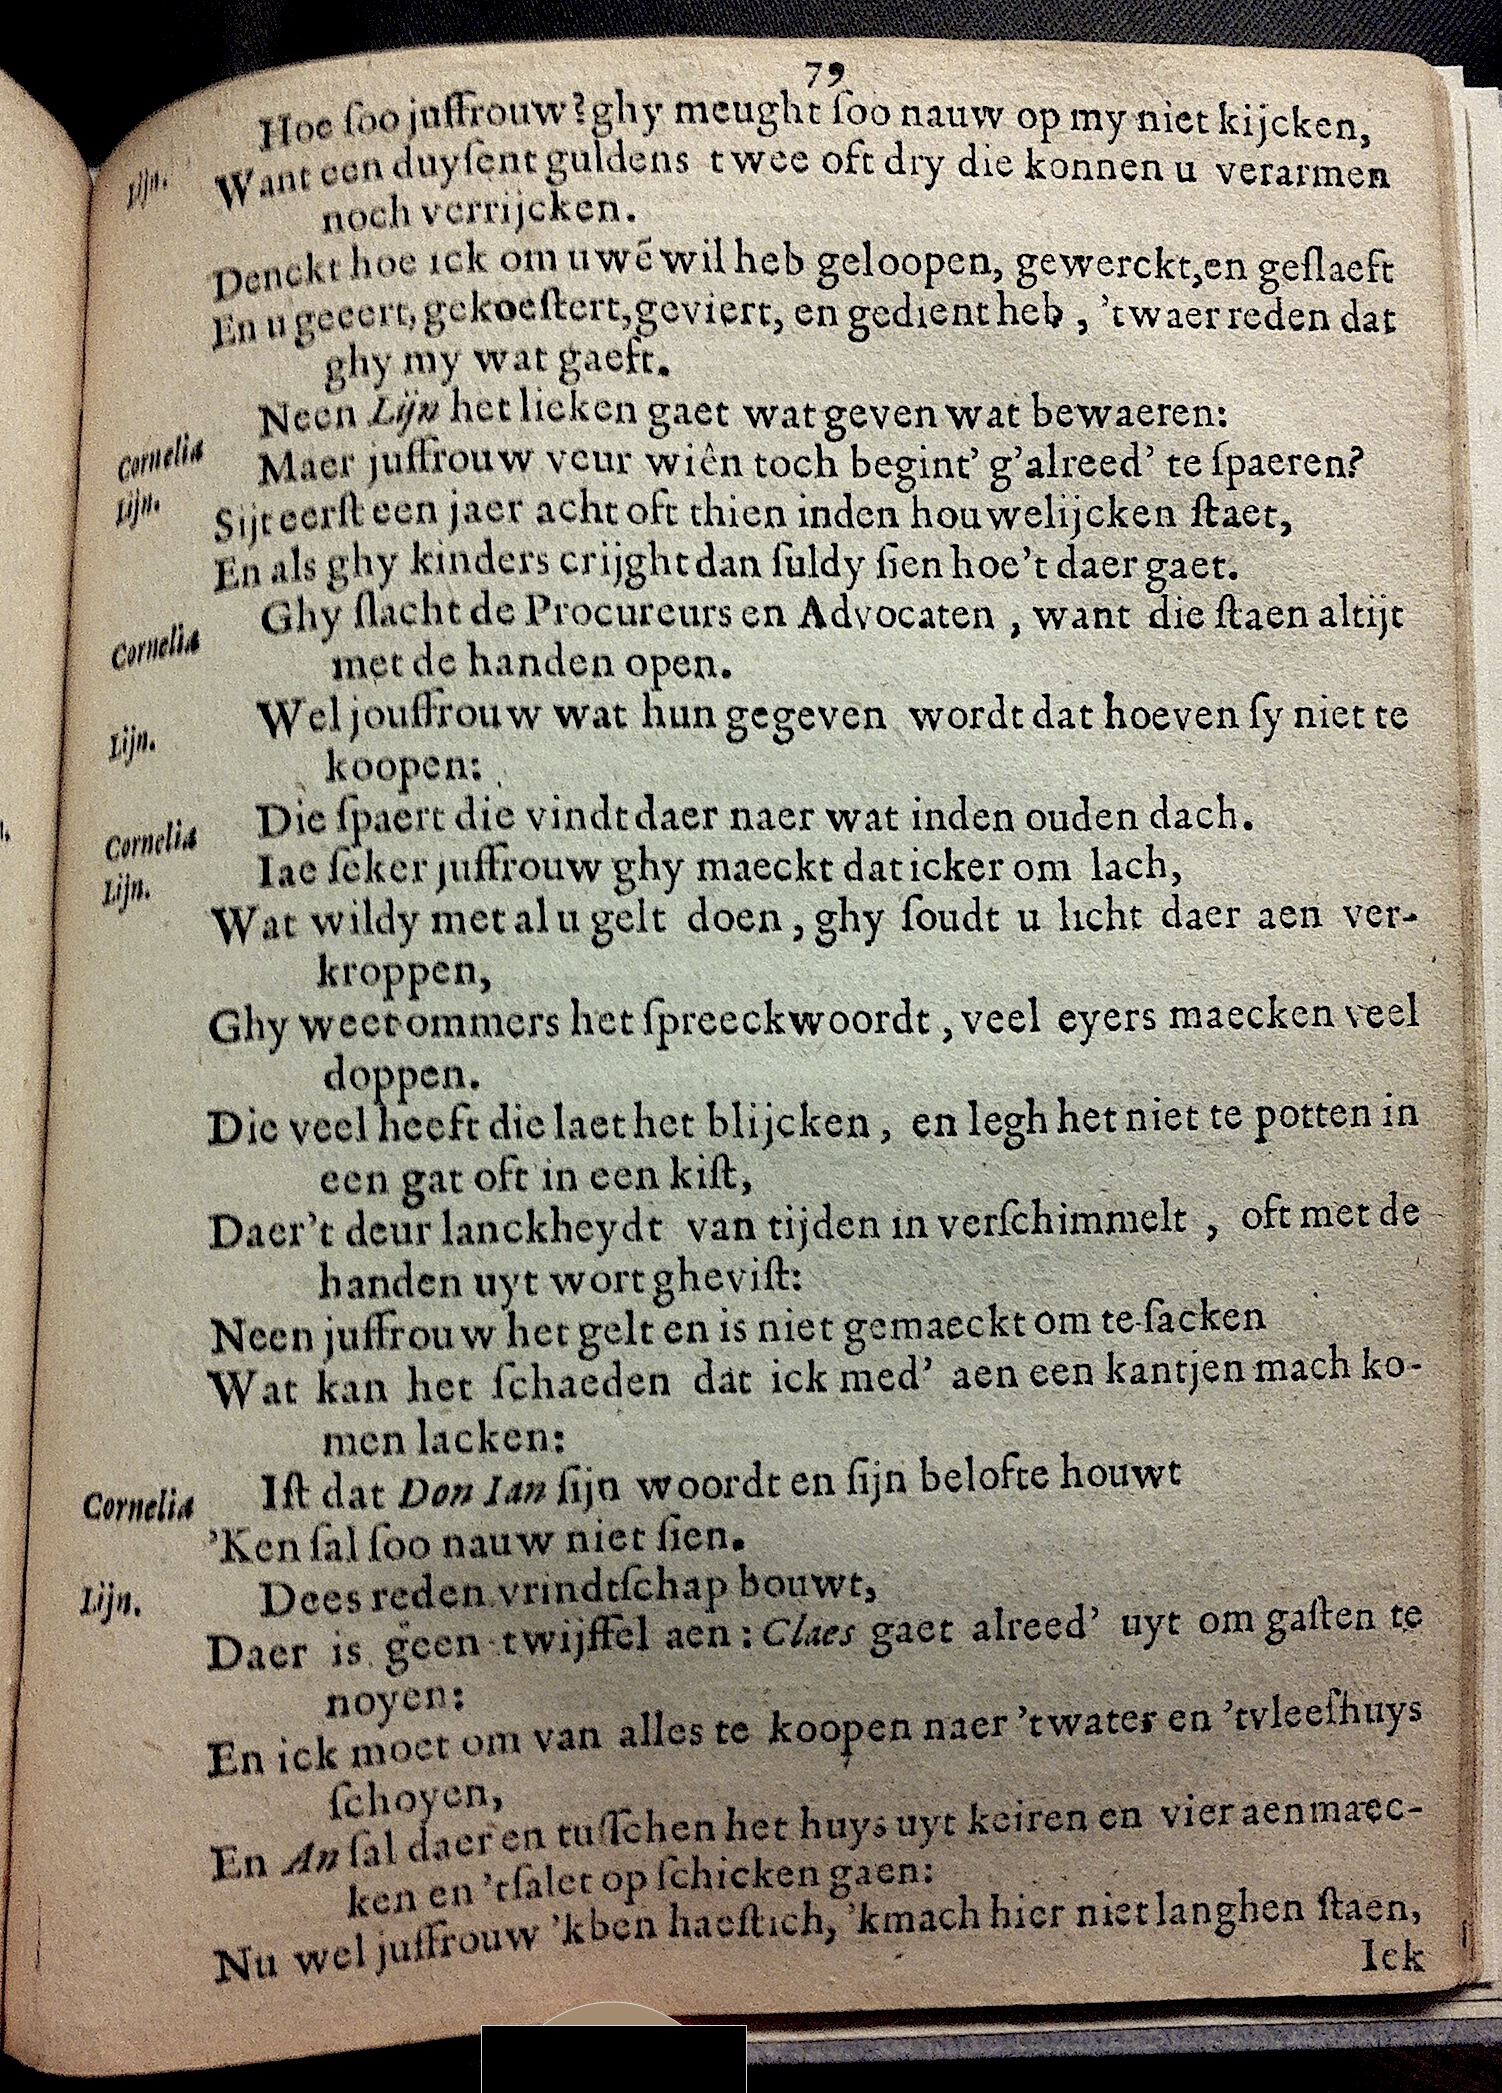 79
Hoe ſoo juffrouw? ghy meught ſoo nauw op my niet kijcken,
Lijn. Want een duyſent guldens twee oft dry die konnen u verarmen
noch verrijcken.
Denckt hoe ick om uwē wil heb geloopen, gewerckt, en geſlaeft
En u geeert, gekoeſtert, geviert, en gedient heb, 'twaer reden dat
ghy my wat gaeft.
Cornelia Neen Lijn het lieken gaet wat geven wat bewaeren:
Lijn. Maer juffrouw veur wiên toch begint' g'alreed' te ſpaeren?
Sijt eerſt een jaer acht oft thien inden houwelijcken ſtaet,
En als ghy kinders crijght dan ſuldy ſien hoe't daer gaet.
Cornelia Ghy ſlacht de Procureurs en Advocaten, want die ſtaen altijt
met de handen open.
Lijn. Wel jouffrouw wat hun gegeven wordt dat hoeven ſy niet te
koopen:
Cornelia Die ſpaert die vindt daer naer wat inden ouden dach.
Lijn. Iae ſeker juffrouw ghy maeckt dat icker om lach,
Wat wildy met al u gelt doen, ghy ſoudt u licht daer aen ver-
kroppen,
Ghy weet ommers het ſpreeckwoordt, veel eyers maecken veel
doppen.
Die veel heeft die laet het blijcken, en legh het niet te potten in
een gat oft in een kiſt,
Daer't deur lanckheydt van tijden in verſchimmelt, oft met de
handen uyt wort gheviſt:
Neen juffrouw het gelt en is niet gemaeckt om te ſacken
Wat kan het ſchaeden dat ick med' aen een kantjen mach ko-
men lacken:
Cornelia Iſt dat Don Ian ſijn woordt en ſijn belofte houwt
'Ken ſal ſoo nauw niet ſien.
Lijn. Dees reden vrindtſchap bouwt,
Daer is geen twijffel aen: Claes gaet alreed' uyt om gaſten te
noyen:
En ick moet om van alles te koopen naer 'twater en 'tvleeſhuys
ſchoyen,
En An ſal daer en tuſſchen het huys uyt keiren en vier aenmaec-
ken en 'tſalet op ſchicken gaen:
Nu wel juffrouw 'kben haeſtich, 'kmach hier niet langhen ſtaen,
Ick